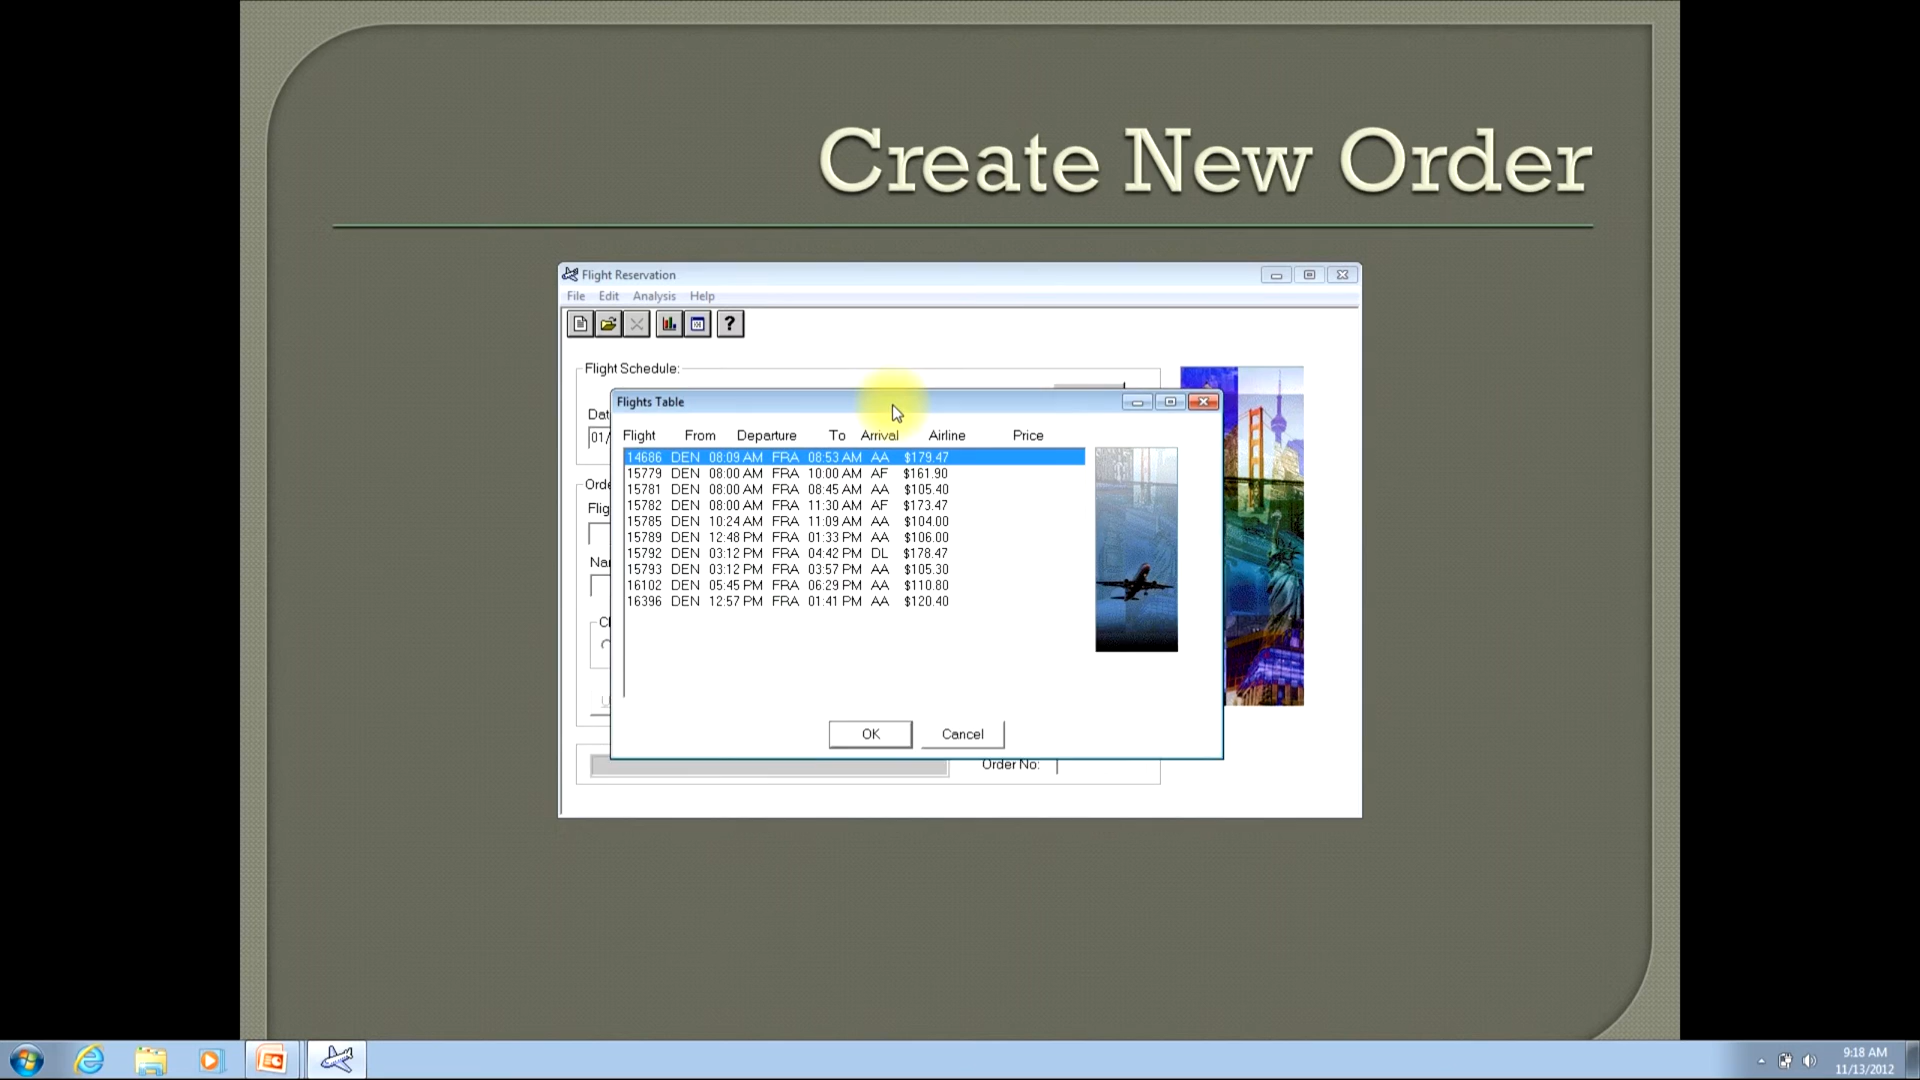 Create New Order
Flight Reservation
File Edit Analysis Help
Flight Schedule:
Flights Table
01/
Flight From Departure To Arrival Airline Price
14686 DEN 08:09 AM FRA 08:53 AM AA $179.47
15779 DEN 08:00 AM FRA 10:00 AM AF $161.90
15781 DEN 08:00 AM FRA 08:45 AM AA $105.40
15782 DEN 08:00 AM FRA 11:30 AM AF $173.47
15785 DEN 10:24 AM FRA 11:09 AM AA $104.00
15789 DEN 12:48 PM FRA 01:33 PM AA $106.00
15792 DEN 03:12 PM FRA 04:42 PM DL $178.47
15793 DEN 03:12 PM FRA 03:57 PM AA $105.30
16102 DEN 05:45 PM FRA 06:29 PM AA $110.80
16396 DEN 12:57 PM FRA 01:41 PM AA $120.40
OK Cancel
Order No:
9:18 AM
11/13/2012